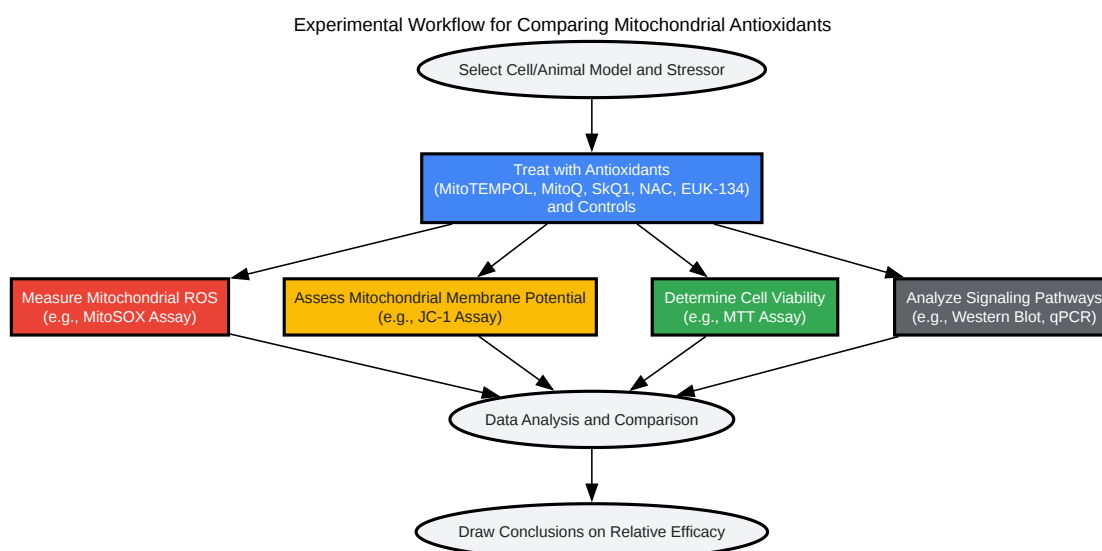 Experimental Workflow for Comparing Mitochondrial Antioxidants
Select Cell/Animal Model and Stressor
Treat with Antioxidants
(MitoTEMPOL, MitoQ, SkQ1, NAC, EUK-134)
and Controls
Measure Mitochondrial ROS
(e.g., MitoSOX Assay)
Assess Mitochondrial Membrane Potential
(e.g., JC-1 Assay)
Determine Cell Viability
(e.g., MTT Assay)
Analyze Signaling Pathways
(e.g., Western Blot, qPCR)
Data Analysis and Comparison
Draw Conclusions on Relative Efficacy